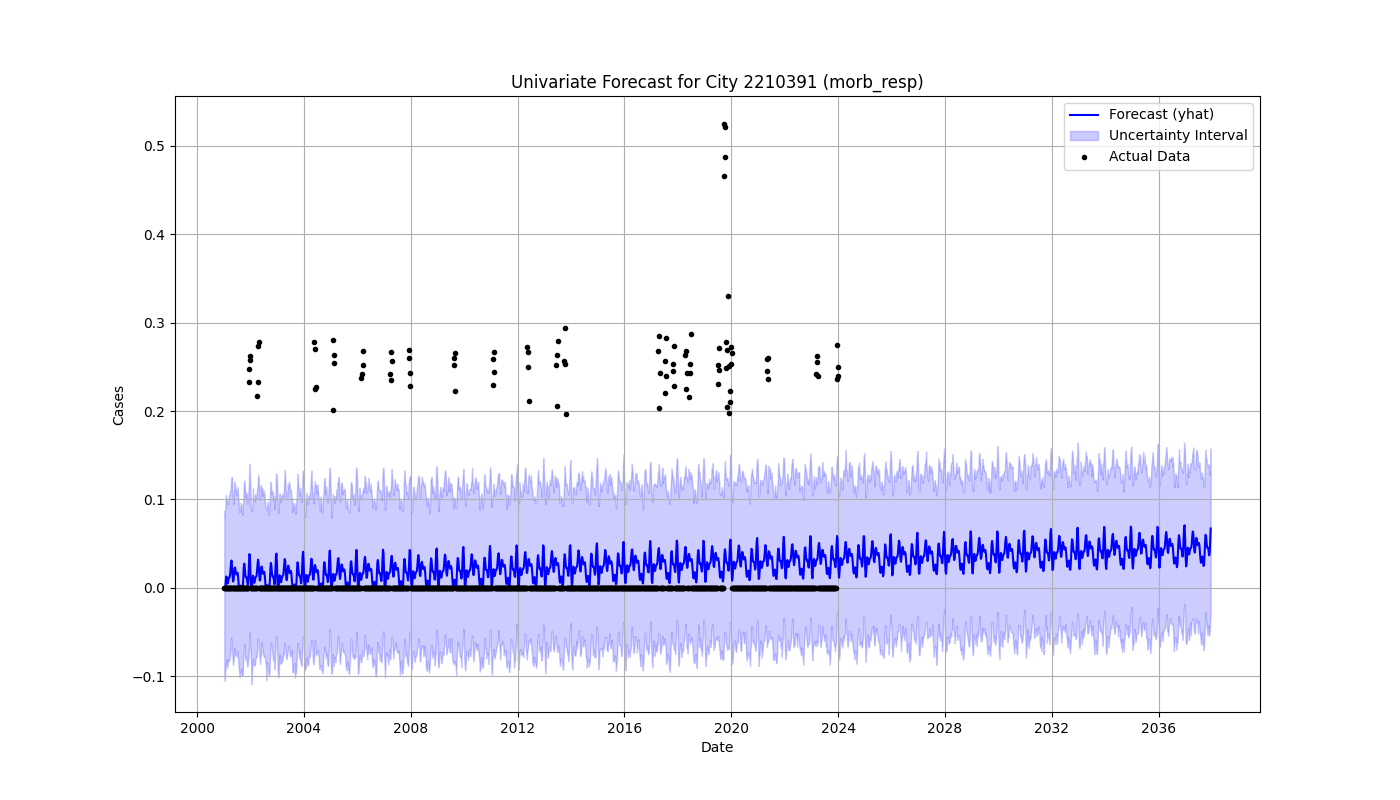 Univariate Forecast for City 2210391 (morb_resp)
Forecast (yhat)
Uncertainty Interval
Actual Data
Cases
0.5
0.4
0.3
0.2
0.1
0.0
−0.1
2000 2004 2008 2012 2016 2020 2024 2028 2032 2036
Date